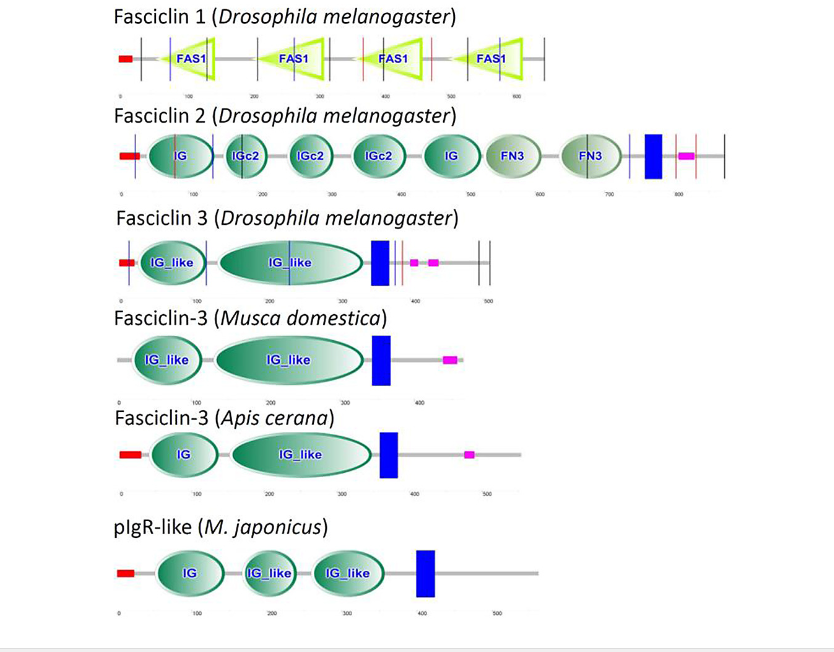 Fasciclin 1 (Drosophila melanogaster)
FAS1 FAS1 FAS1 FAS1
0 100 200 300 400 500 600
Fasciclin 2 (Drosophila melanogaster)
IG IGc2 IGc2 IGc2 IG FN3 FN3
0 100 200 300 400 500 600 700 800
Fasciclin 3 (Drosophila melanogaster)
IG_like IG_like
0 100 200 300 400 500
Fasciclin-3 (Musca domestica)
IG_like IG_like
0 100 200 300 400
Fasciclin-3 (Apis cerana)
IG IG_like
0 100 200 300 400 500
pIgR-like (M. japonicus)
IG IG_like IG_like
0 100 200 300 400 500